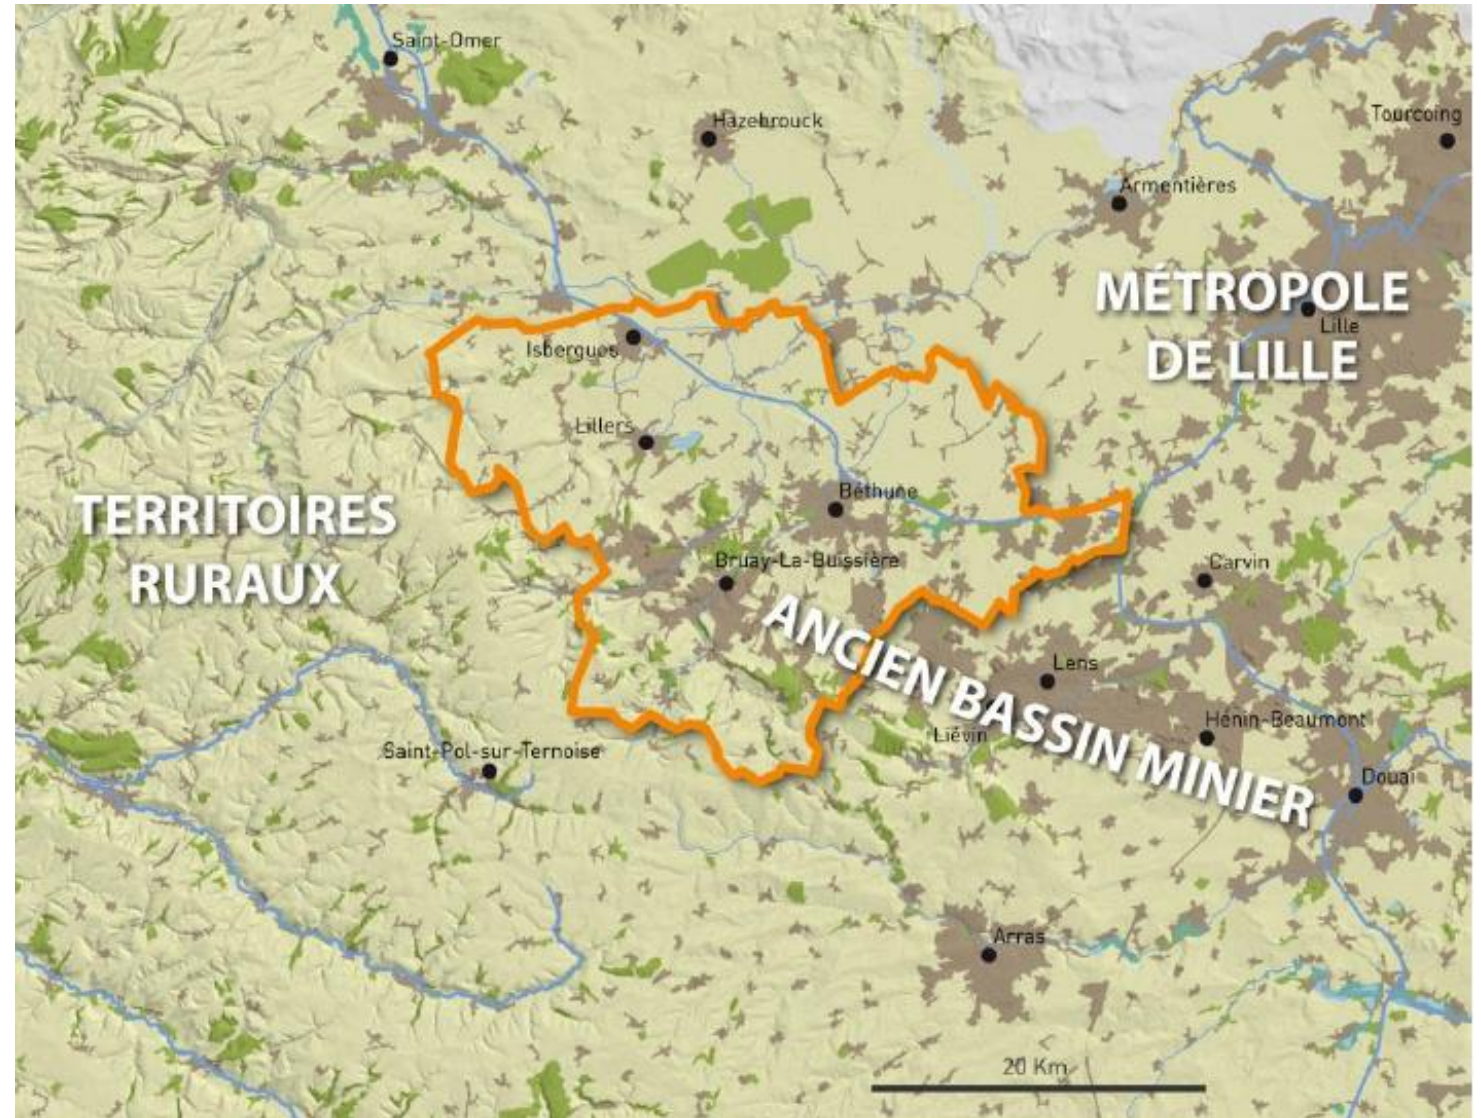 Saint-Omer
Hazebrouck
Tourcoing
Armentières
MÉTROPOLE
DE LILLE
Lille
Isbergues
Lillers
Béthune
TERRITOIRES
RURAUX
Bruay-La-Buissière
Carvin
ANCIEN BASSIN MINIER
Lens
Liévin
Hénin-Beaumont
Saint-Pol-sur-Ternoise
Douai
Arras
20 Km